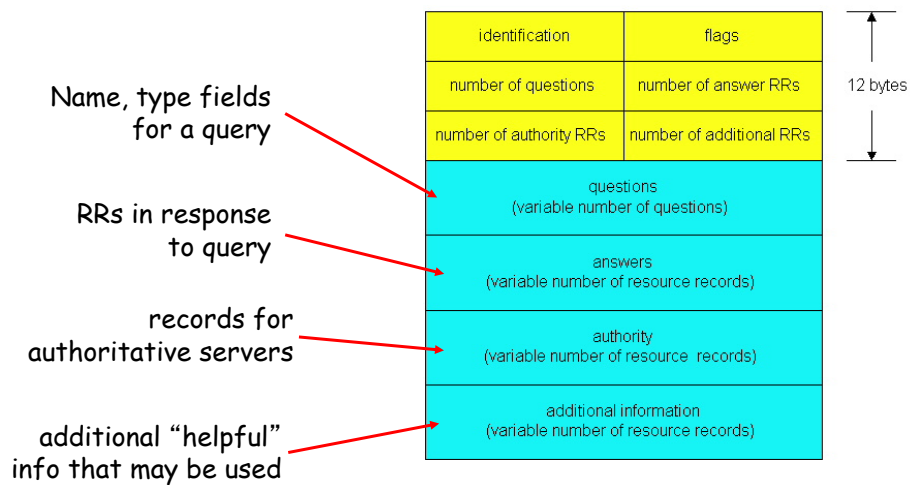 identification
flags
number of questions
number of answer RRs
12 bytes
number of authority RRs
number of additional RRs
Name, type fields
for a query
questions
(variable number of questions)
RRs in response
to query
answers
(variable number of resource records)
records for
authoritative servers
authority
(variable number of resource  records)
additional “helpful”
info that may be used
additional information
(variable number of resource records)